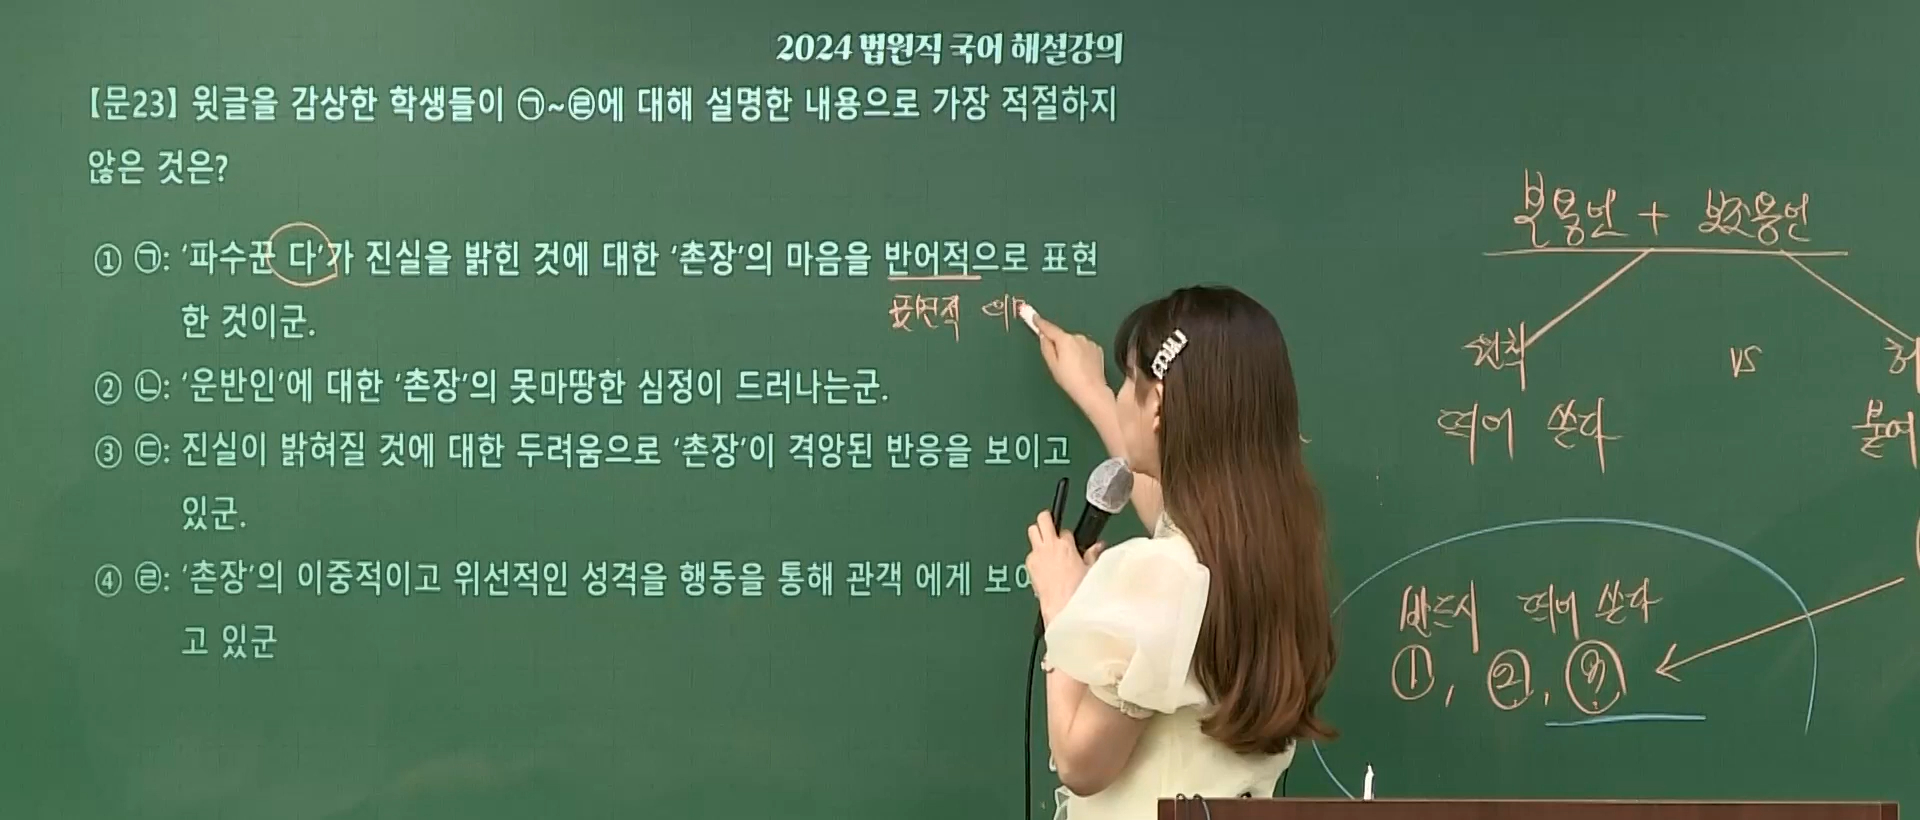 2024 법원직 국어 해설강의
【문23】 윗글을 감상한 학생들이 ㉠~㉣에 대해 설명한 내용으로 가장 적절하지
않은 것은?
① ㉠: ‘파수꾼 다’가 진실을 밝힌 것에 대한 ‘촌장’의 마음을 반어적으로 표현
한 것이군.
표면적
② ㉡: ‘운반인’에 대한 ‘촌장’의 못마땅한 심정이 드러나는군.
③ ㉢: 진실이 밝혀질 것에 대한 두려움으로 ‘촌장’이 격앙된 반응을 보이고
있군.
④ ㉣: ‘촌장’의 이중적이고 위선적인 성격을 행동을 통해 관객 에게
고 있군
본용언 + 보조용언
원칙 vs 허
띄어 쓴다 붙여
반드시 띄어 쓴다
①, ②, ③